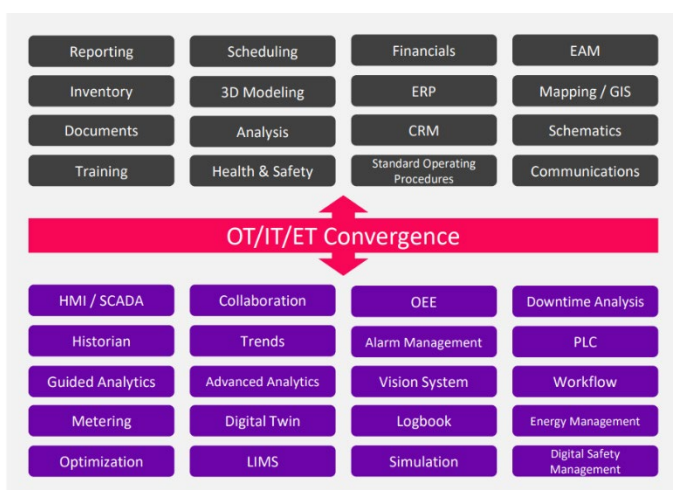 Reporting
Scheduling
Financials
EAM
Inventory
3D Modeling
ERP
Mapping / GIS
Documents
Analysis
CRM
Schematics
Training
Health & Safety
Standard Operating
Procedures
Communications
OT/IT/ET Convergence
HMI / SCADA
Collaboration
OEE
Downtime Analysis
Historian
Trends
Alarm Management
PLC
Guided Analytics
Advanced Analytics
Vision System
Workflow
Metering
Digital Twin
Logbook
Energy Management
Optimization
LIMS
Simulation
Digital Safety
Management